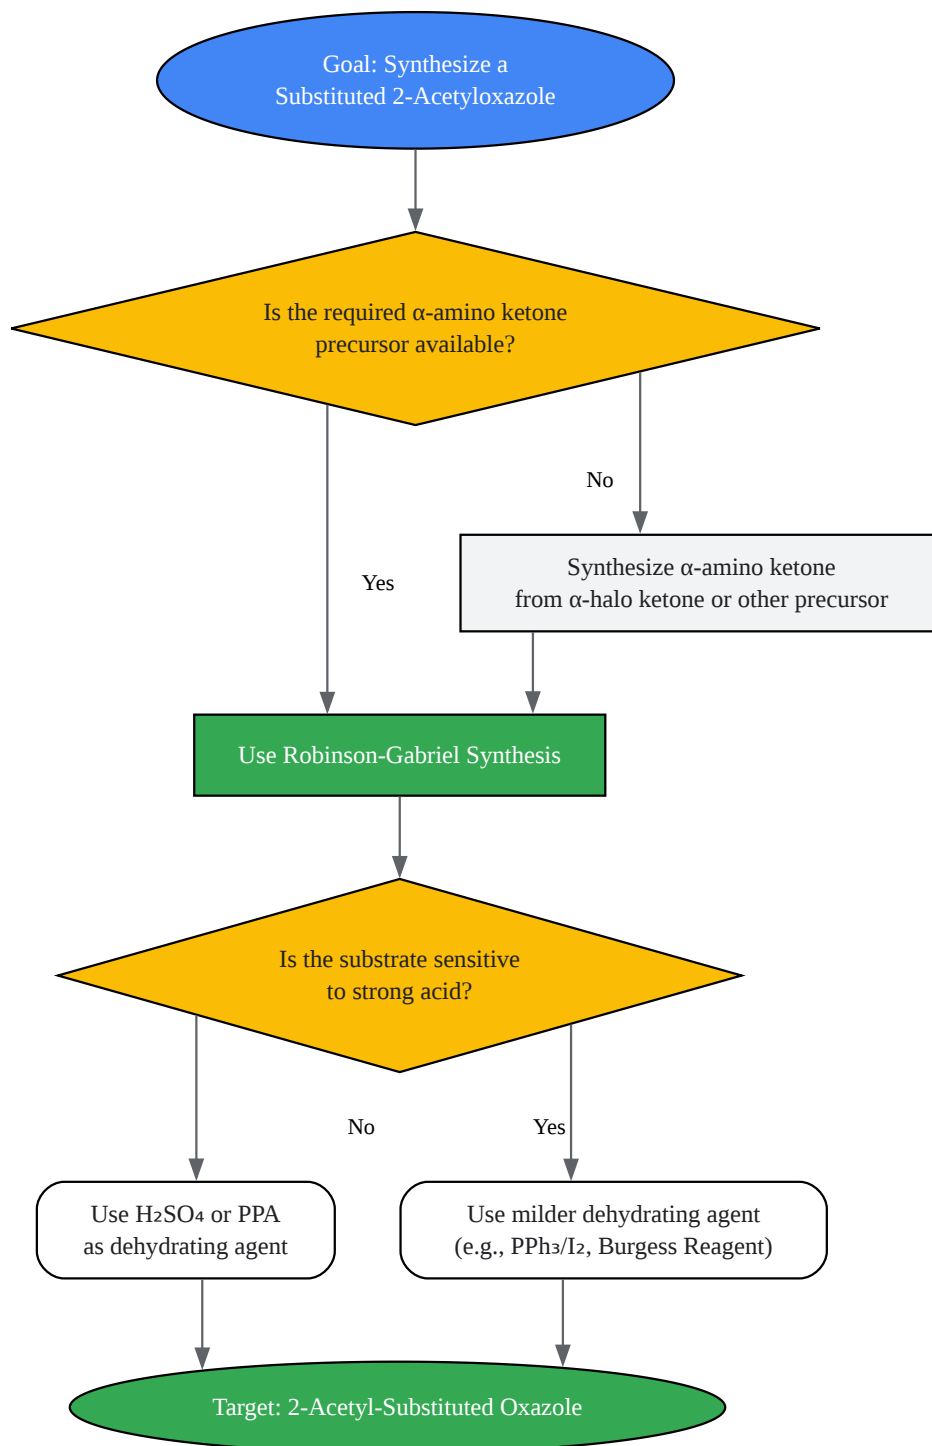 Goal: Synthesize a
Substituted 2-Acetyloxazole
Is the required α-amino ketone
precursor available?
No
Synthesize α-amino ketone
from α-halo ketone or other precursor
Yes
Use Robinson-Gabriel Synthesis
Is the substrate sensitive
to strong acid?
No
Yes
Use H₂SO₄ or PPA
as dehydrating agent
Use milder dehydrating agent
(e.g., PPh₃/I₂, Burgess Reagent)
Target: 2-Acetyl-Substituted Oxazole